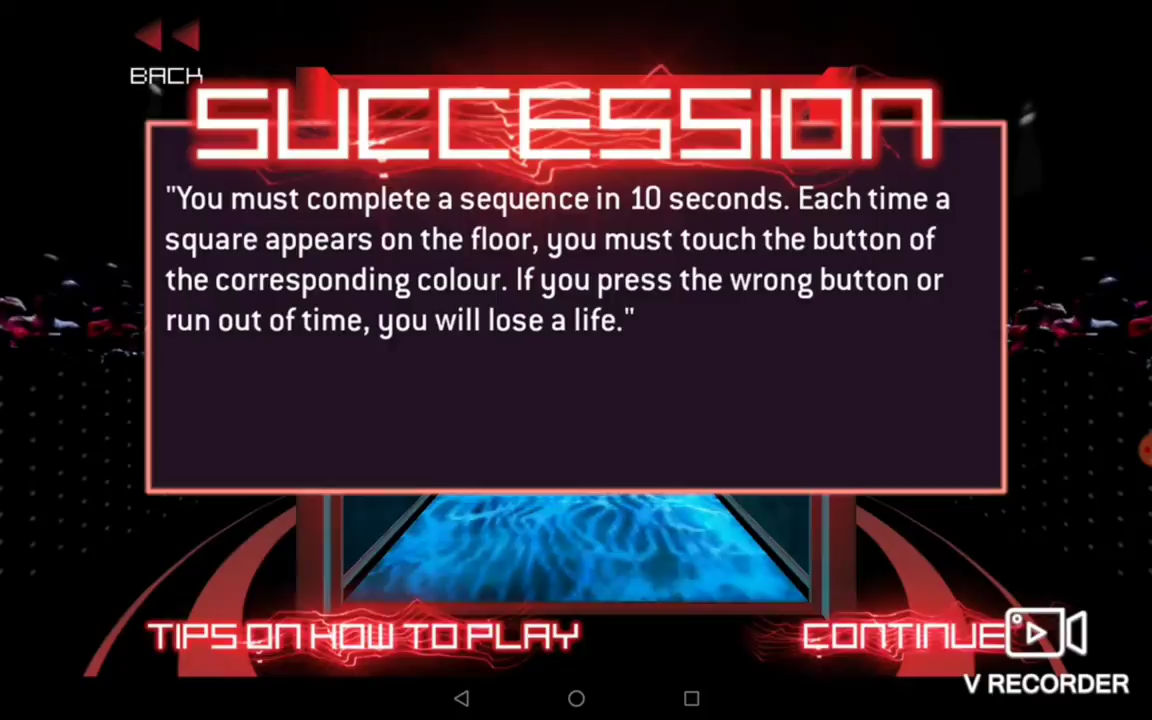 BACK
SUCCESSION
"You must complete a sequence in 10 seconds. Each time a
square appears on the floor, you must touch the button of
the corresponding colour. If you press the wrong button or
run out of time, you will lose a life."
TIPS ON HOW TO PLAY
CONTINUE
V RECORDER